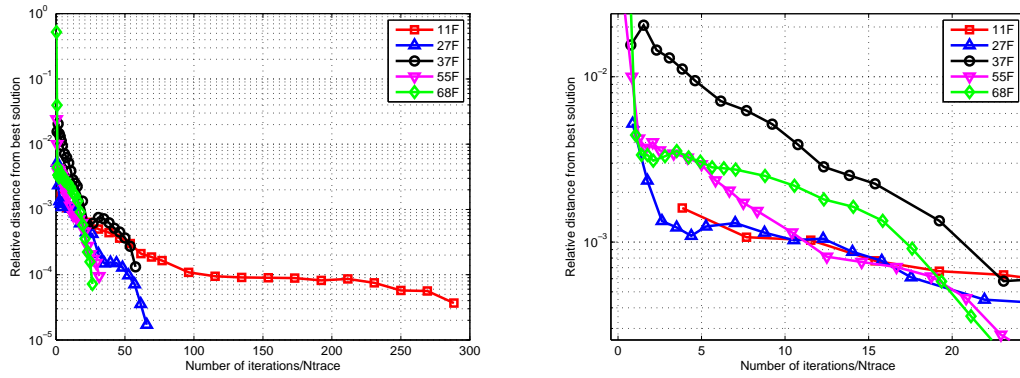 10^0
10^-1
10^-2
10^-3
10^-4
10^-5
0
50
100
150
200
250
300
Relative distance from best solution
Number of iterations/Ntrace
11F
27F
37F
55F
68F
10^-2
10^-3
0
5
10
15
20
Relative distance from best solution
Number of iterations/Ntrace
11F
27F
37F
55F
68F